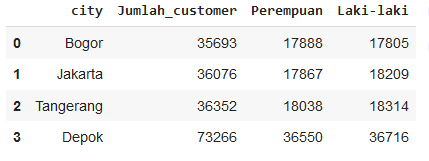 city Jumlah_customer Perempuan Laki-laki
0 Bogor 35693 17888 17805
1 Jakarta 36076 17867 18209
2 Tangerang 36352 18038 18314
3 Depok 73266 36550 36716